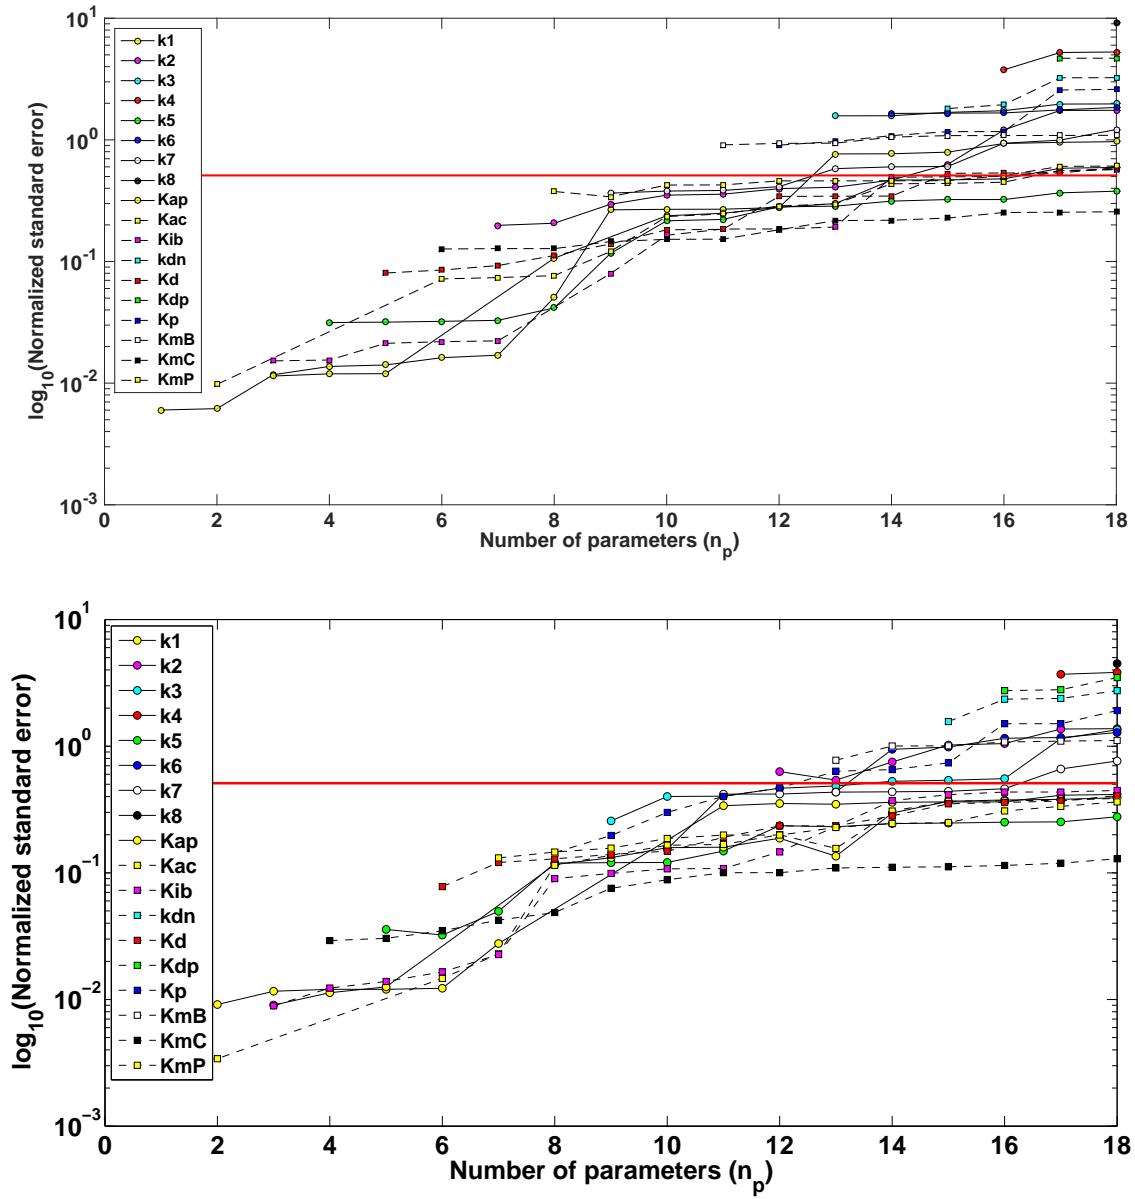 10^1
10^0
10^-1
10^-2
10^-3
log10(Normalized standard error)
k1
k2
k3
k4
k5
k6
k7
k8
Kap
Kac
Kib
kdn
Kd
Kdp
Kp
KmB
KmC
KmP
0 2 4 6 8 10 12 14 16 18
Number of parameters (n_p)
10^1
10^0
10^-1
10^-2
10^-3
log10(Normalized standard error)
k1
k2
k3
k4
k5
k6
k7
k8
Kap
Kac
Kib
kdn
Kd
Kdp
Kp
KmB
KmC
KmP
0 2 4 6 8 10 12 14 16 18
Number of parameters (n_p)